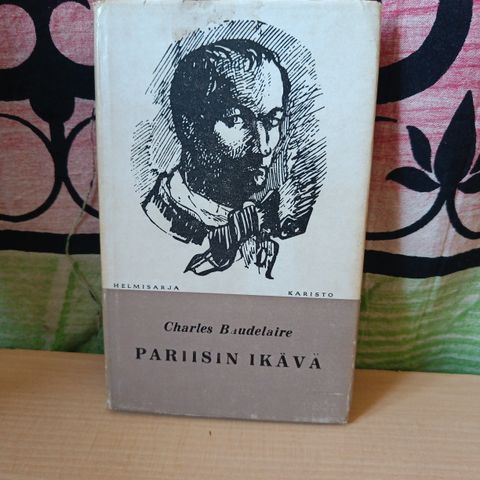 HELMISARJA KARISTO
Charles Baudelaire
PARIISIN IKÄVÄ